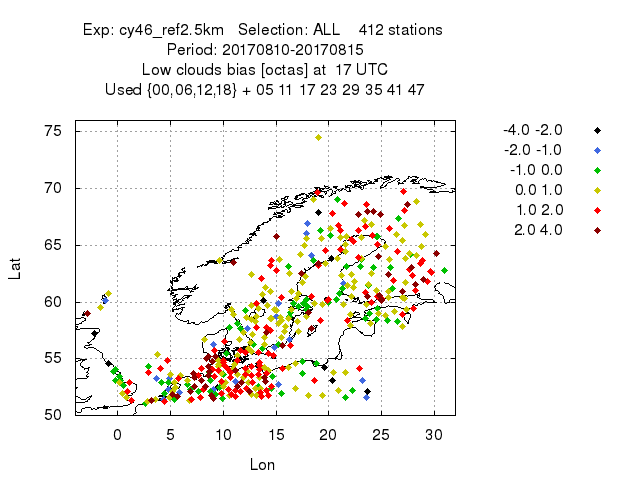 Exp: cy46_ref2.5km Selection: ALL 412 stations
Period: 20170810-20170815
Low clouds bias [octas] at 17 UTC
Used {00,06,12,18} + 05 11 17 23 29 35 41 47
75
70
65
60
55
50
Lat
0 5 10 15 20 25 30
Lon
-4.0 -2.0
-2.0 -1.0
-1.0 0.0
0.0 1.0
1.0 2.0
2.0 4.0